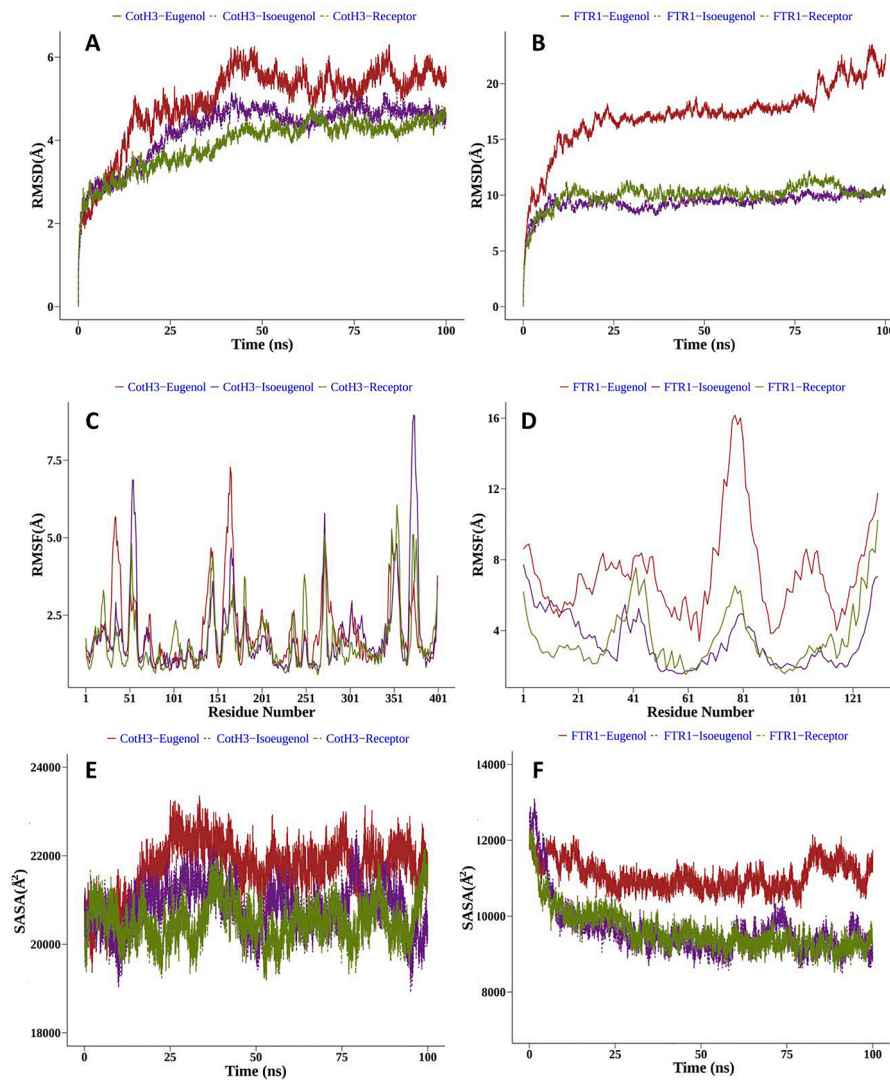 CotH3−Eugenol CotH3−Isoeugenol CotH3−Receptor
A
RMSD(Å)
6
4
2
0
0 25 50 75 100
Time (ns)
FTR1−Eugenol FTR1−Isoeugenol FTR1−Receptor
B
RMSD(Å)
20
15
10
5
0
0 25 50 75 100
Time (ns)
CotH3−Eugenol CotH3−Isoeugenol CotH3−Receptor
C
RMSF(Å)
7.5
5.0
2.5
1 51 101 151 201 251 301 351 401
Residue Number
FTR1−Eugenol FTR1−Isoeugenol FTR1−Receptor
D
RMSF(Å)
16
12
8
4
1 21 41 61 81 101 121
Residue Number
CotH3−Eugenol CotH3−Isoeugenol CotH3−Receptor
E
SASA(Å²)
24000
22000
20000
18000
0 25 50 75 100
Time (ns)
FTR1−Eugenol FTR1−Isoeugenol FTR1−Receptor
F
SASA(Å²)
14000
12000
10000
8000
0 25 50 75 100
Time (ns)